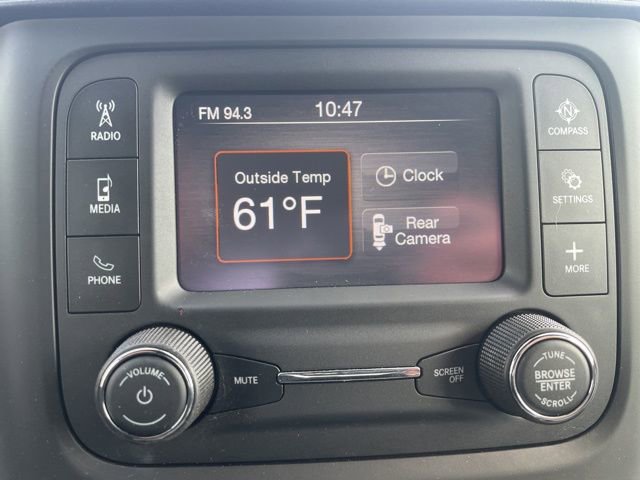 FM 94.3
10:47
Outside Temp
61°F
Clock
Rear
Camera
RADIO
MEDIA
PHONE
N
COMPASS
SETTINGS
+
MORE
VOLUME
MUTE
SCREEN
OFF
TUNE
BROWSE
ENTER
SCROLL